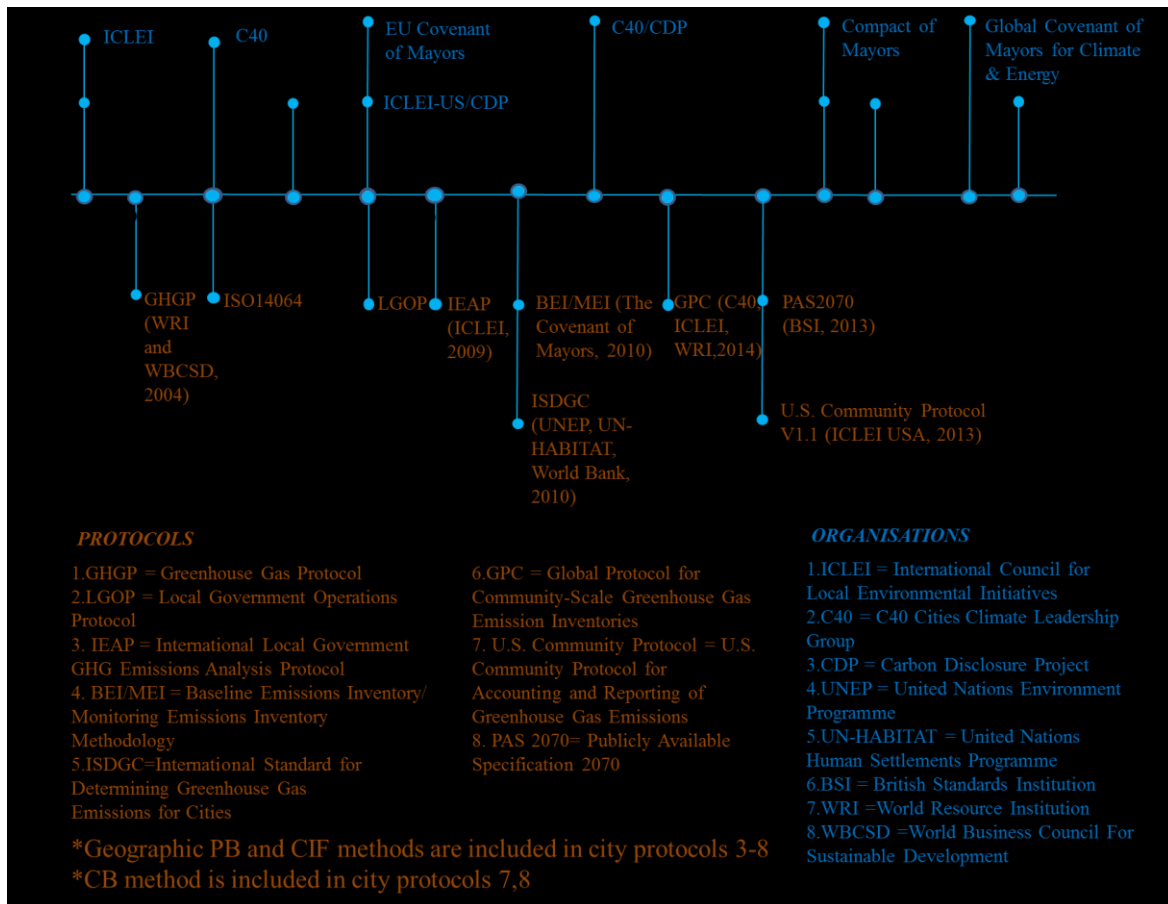 ICLEI
C40
EU Covenant
of Mayors
ICLEI-US/CDP
C40/CDP
Compact of
Mayors
Global Covenant of
Mayors for Climate
& Energy
GHGP
(WRI
and
WBCSD,
2004)
ISO14064
LGOP
IEAP
(ICLEI,
2009)
BEI/MEI (The
Covenant of
Mayors, 2010)
ISDGC
(UNEP, UN-
HABITAT,
World Bank,
2010)
GPC (C40,
ICLEI,
WRI,2014)
PAS2070
(BSI, 2013)
U.S. Community Protocol
V1.1 (ICLEI USA, 2013)
PROTOCOLS
1.GHGP = Greenhouse Gas Protocol
2.LGOP = Local Government Operations
Protocol
3. IEAP = International Local Government
GHG Emissions Analysis Protocol
4. BEI/MEI = Baseline Emissions Inventory/
Monitoring Emissions Inventory
Methodology
5.ISDGC=International Standard for
Determining Greenhouse Gas
Emissions for Cities
6.GPC = Global Protocol for
Community-Scale Greenhouse Gas
Emission Inventories
7. U.S. Community Protocol = U.S.
Community Protocol for
Accounting and Reporting of
Greenhouse Gas Emissions
8. PAS 2070= Publicly Available
Specification 2070
*Geographic PB and CIF methods are included in city protocols 3-8
*CB method is included in city protocols 7,8
ORGANISATIONS
1.ICLEI = International Council for
Local Environmental Initiatives
2.C40 = C40 Cities Climate Leadership
Group
3.CDP = Carbon Disclosure Project
4.UNEP = United Nations Environment
Programme
5.UN-HABITAT = United Nations
Human Settlements Programme
6.BSI = British Standards Institution
7.WRI =World Resource Institution
8.WBCSD =World Business Council For
Sustainable Development